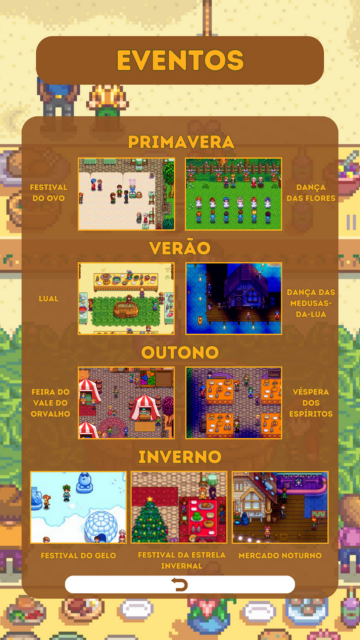 EVENTOS
PRIMAVERA
FESTIVAL
DO OVO
DANÇA
DAS FLORES
VERÃO
LUAL
DANÇA DAS
MEDUSAS-
DA-LUA
OUTONO
FEIRA DO
VALE DO
ORVALHO
VÉSPERA
DOS
ESPÍRITOS
INVERNO
FESTIVAL DO GELO
FESTIVAL DA ESTRELA
INVERNAL
MERCADO NOTURNO